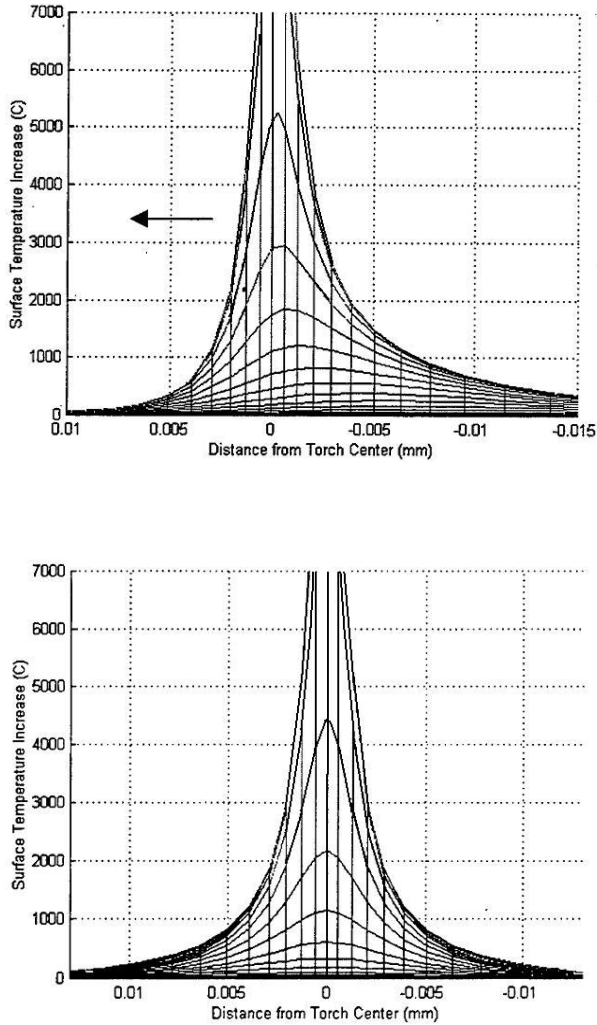 7000
6000
5000
4000
3000
2000
1000
0
Surface Temperature Increase (C)
0.01 0.005 0 -0.005 -0.01 -0.015
Distance from Torch Center (mm)
7000
6000
5000
4000
3000
2000
1000
0
Surface Temperature Increase (C)
0.01 0.005 0 -0.005 -0.01
Distance from Torch Center (mm)